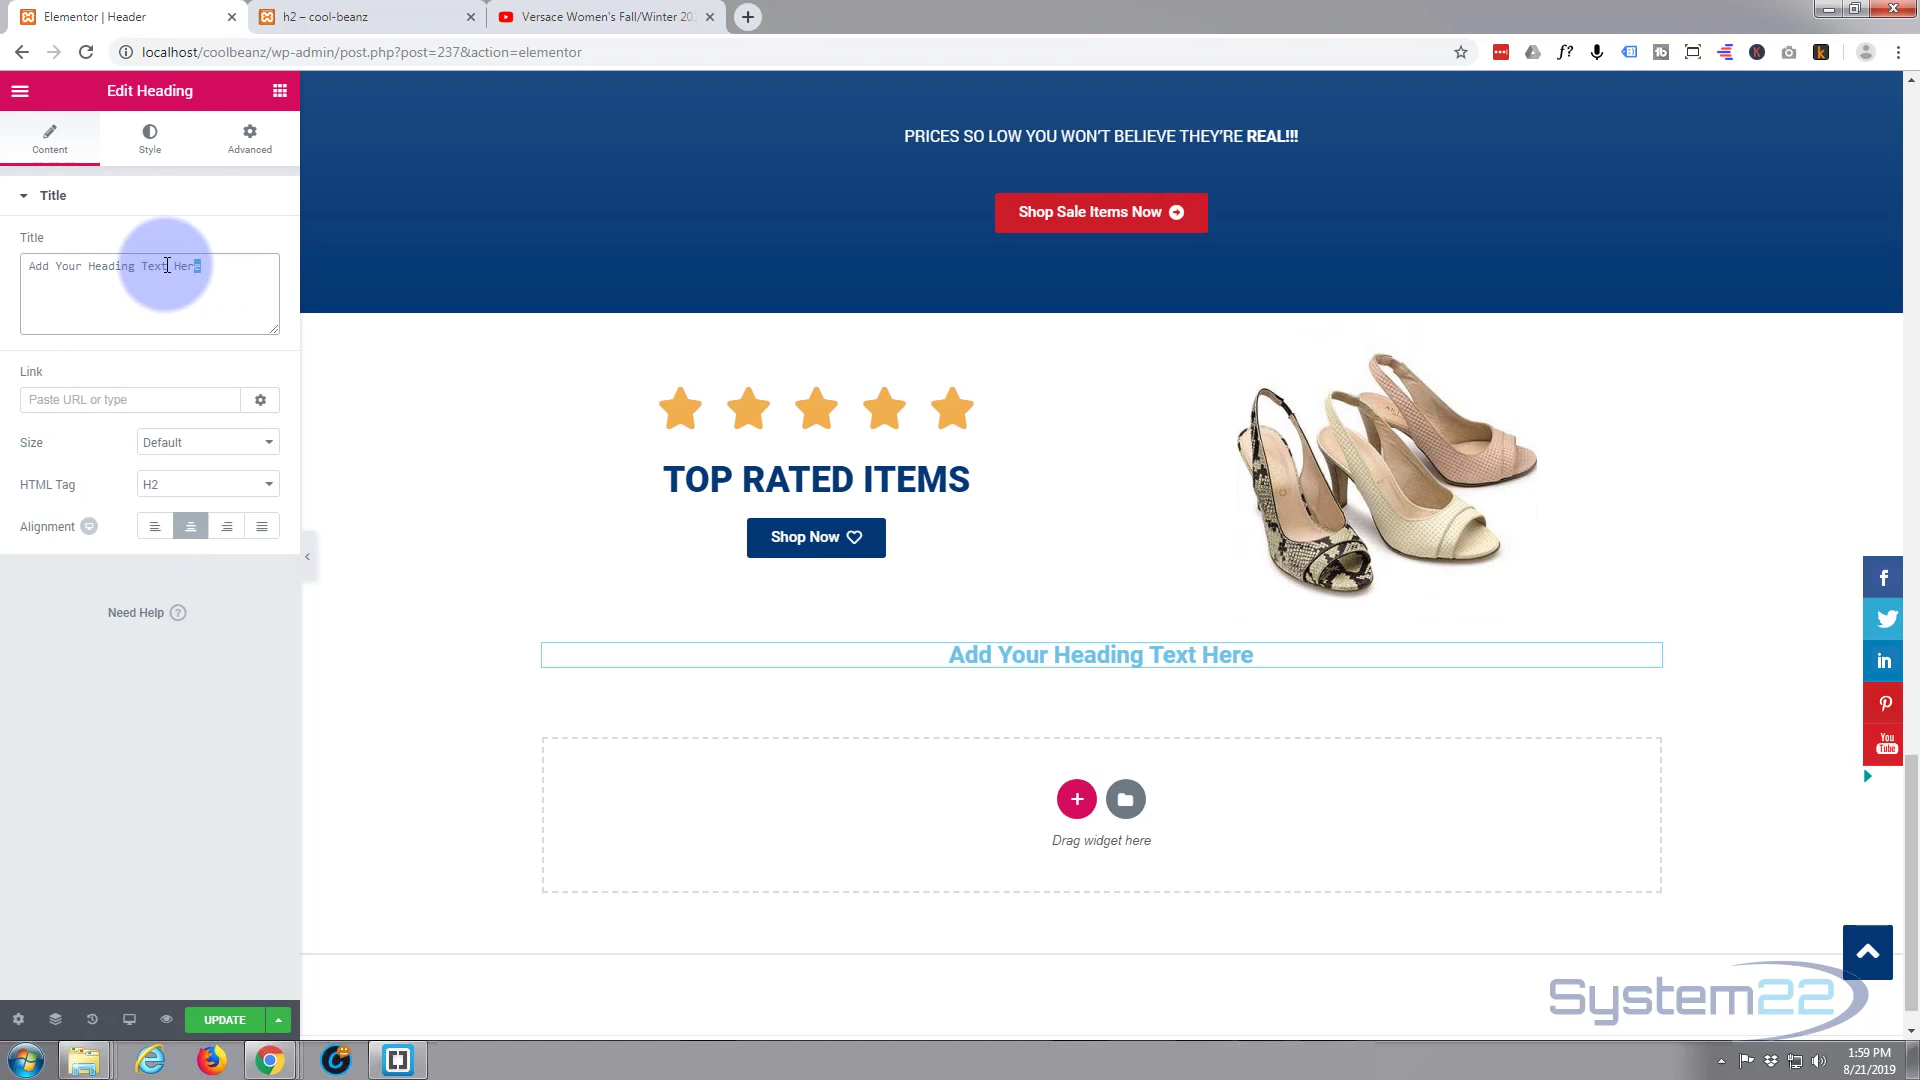 Elementor | Header
h2 – cool-beanz
Versace Women's Fall/Winter 20
localhost/coolbeanz/wp-admin/post.php?post=237&action=elementor
Edit Heading
Content
Style
Advanced
Title
Title
Add Your Heading Text Here
Link
Paste URL or type
Size
Default
HTML Tag
H2
Alignment
Need Help
UPDATE
PRICES SO LOW YOU WON'T BELIEVE THEY'RE REAL!!!
Shop Sale Items Now
TOP RATED ITEMS
Shop Now
Add Your Heading Text Here
Drag widget here
You
Tube
System22
1:59 PM
8/21/2019